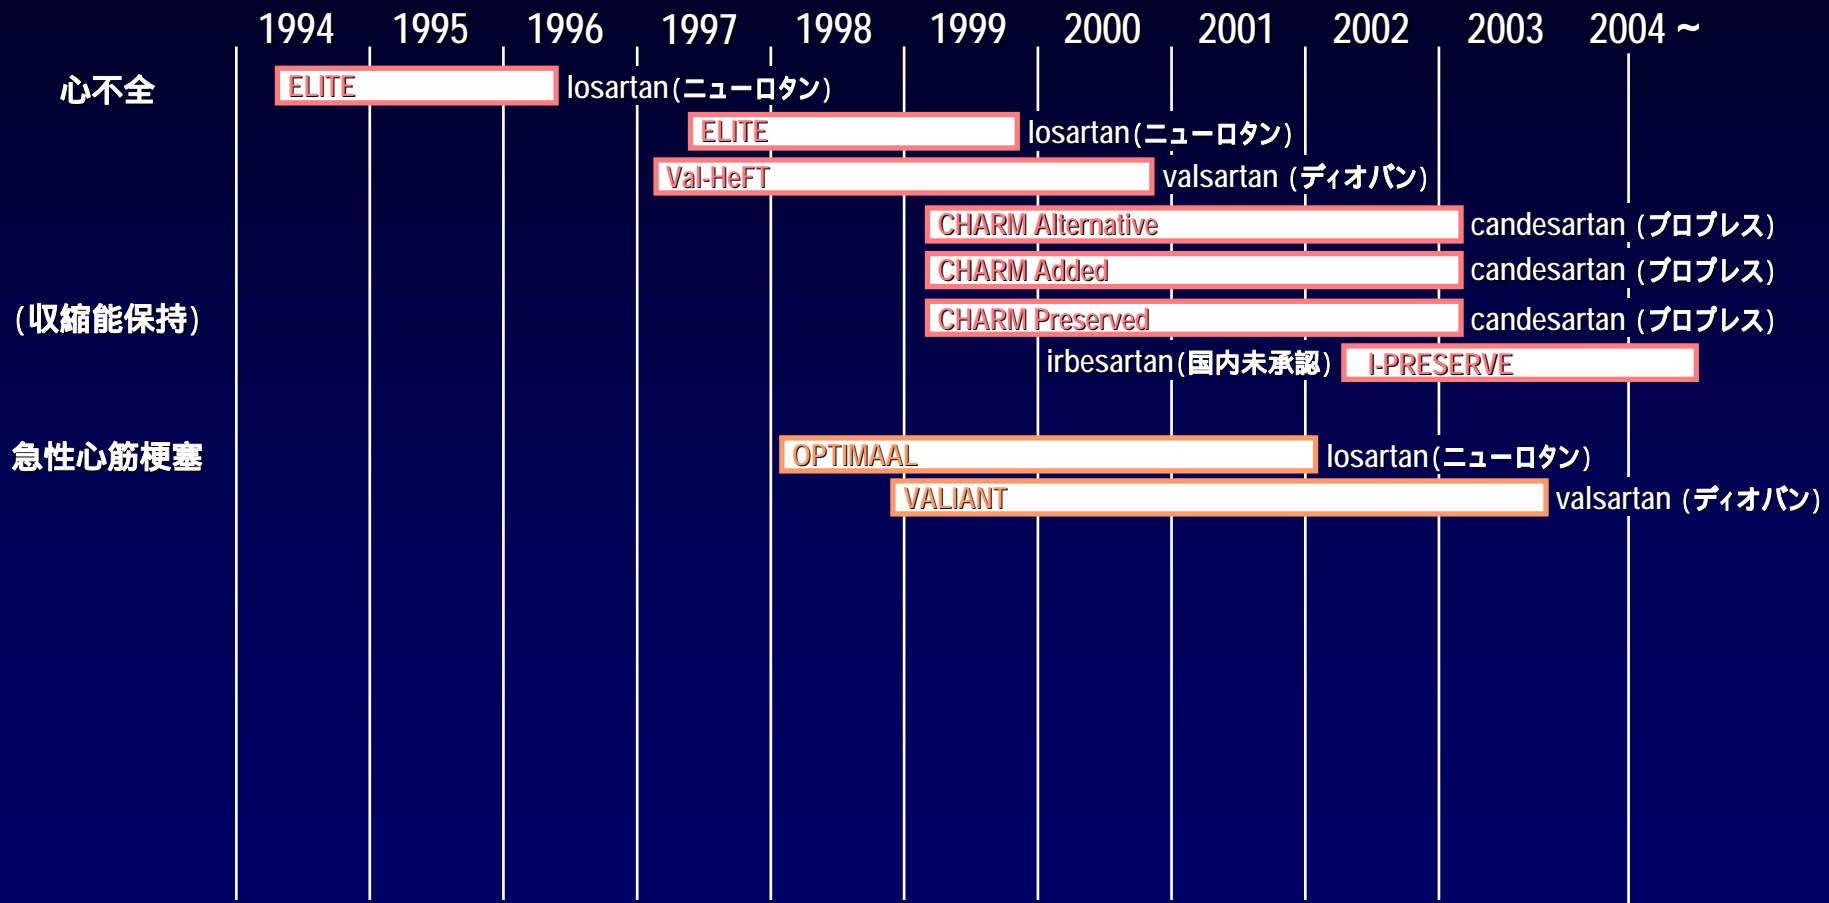 1994 1995 1996 1997 1998 1999 2000 2001 2002 2003 2004 ~
心不全 ELITE losartan(ニューロタン)
ELITE losartan(ニューロタン)
Val-HeFT valsartan (ディオバン)
CHARM Alternative candesartan (プロプレス)
CHARM Added candesartan (プロプレス)
(収縮能保持) CHARM Preserved candesartan (プロプレス)
irbesartan(国内未承認) I-PRESERVE
急性心筋梗塞 OPTIMAAL losartan(ニューロタン)
VALIANT valsartan (ディオバン)